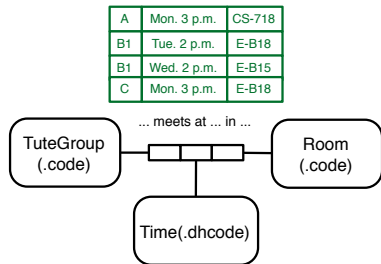 A Mon. 3 p.m. CS-718
B1 Tue. 2 p.m. E-B18
B1 Wed. 2 p.m. E-B15
C Mon. 3 p.m. E-B18
... meets at ... in ...
TuteGroup
(.code)
Room
(.code)
Time(.dhcode)